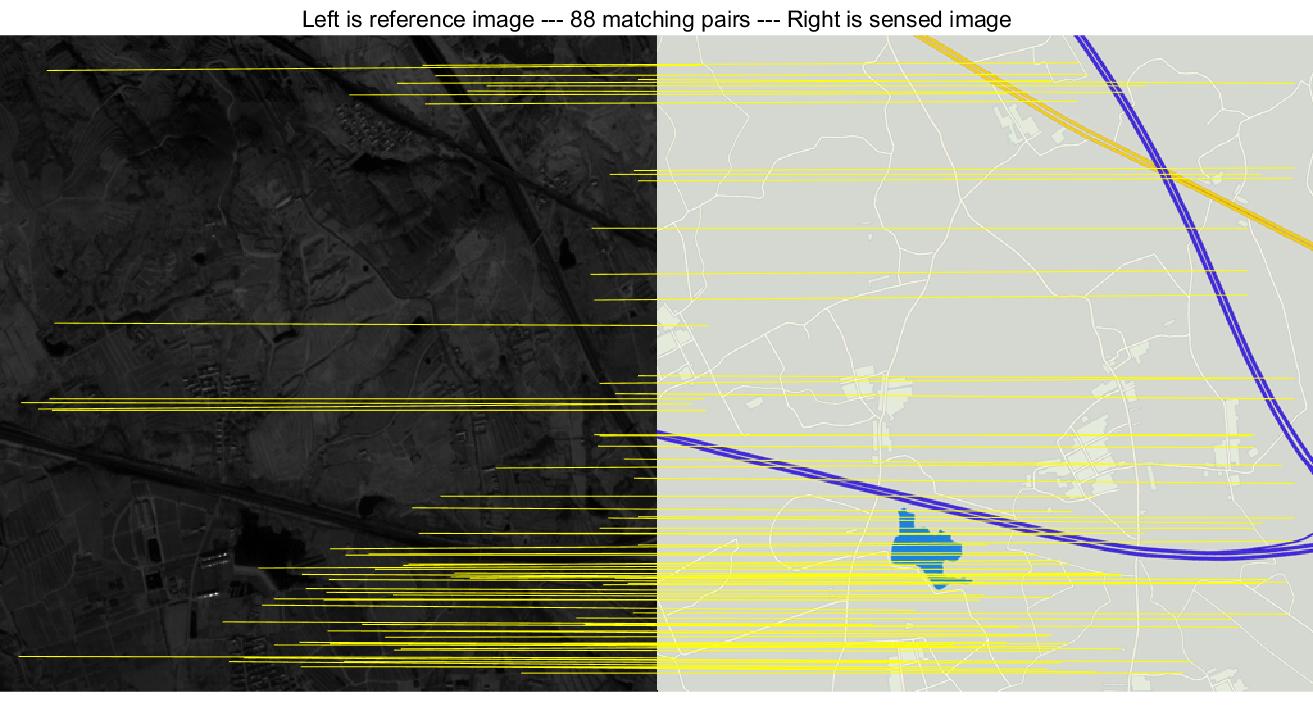 Left is reference image --- 88 matching pairs --- Right is sensed image